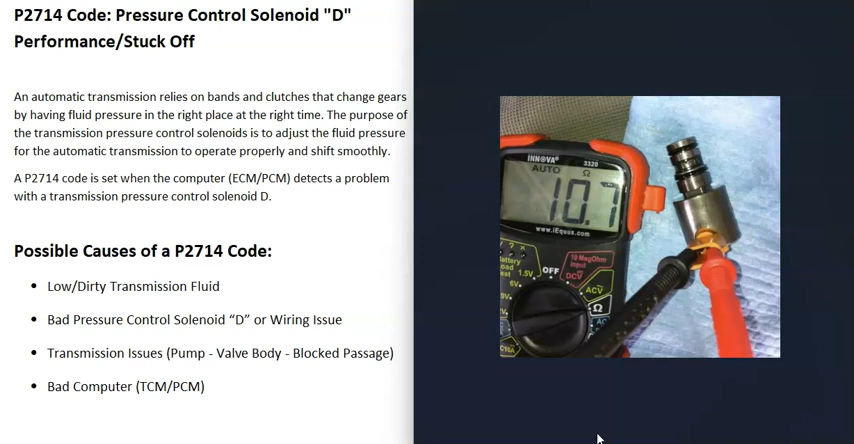 P2714 Code: Pressure Control Solenoid "D"
Performance/Stuck Off
An automatic transmission relies on bands and clutches that change gears
by having fluid pressure in the right place at the right time. The purpose of
the transmission pressure control solenoids is to adjust the fluid pressure
for the automatic transmission to operate properly and shift smoothly.
A P2714 code is set when the computer (ECM/PCM) detects a problem
with a transmission pressure control solenoid D.
Possible Causes of a P2714 Code:
• Low/Dirty Transmission Fluid
• Bad Pressure Control Solenoid “D” or Wiring Issue
• Transmission Issues (Pump - Valve Body - Blocked Passage)
• Bad Computer (TCM/PCM)
INNOVA® 3320
AUTO Ω
10.7
www.iEquus.com
10 MegOhm
Input
1.5V OFF DCV
6V ACV
9V Ω
AC